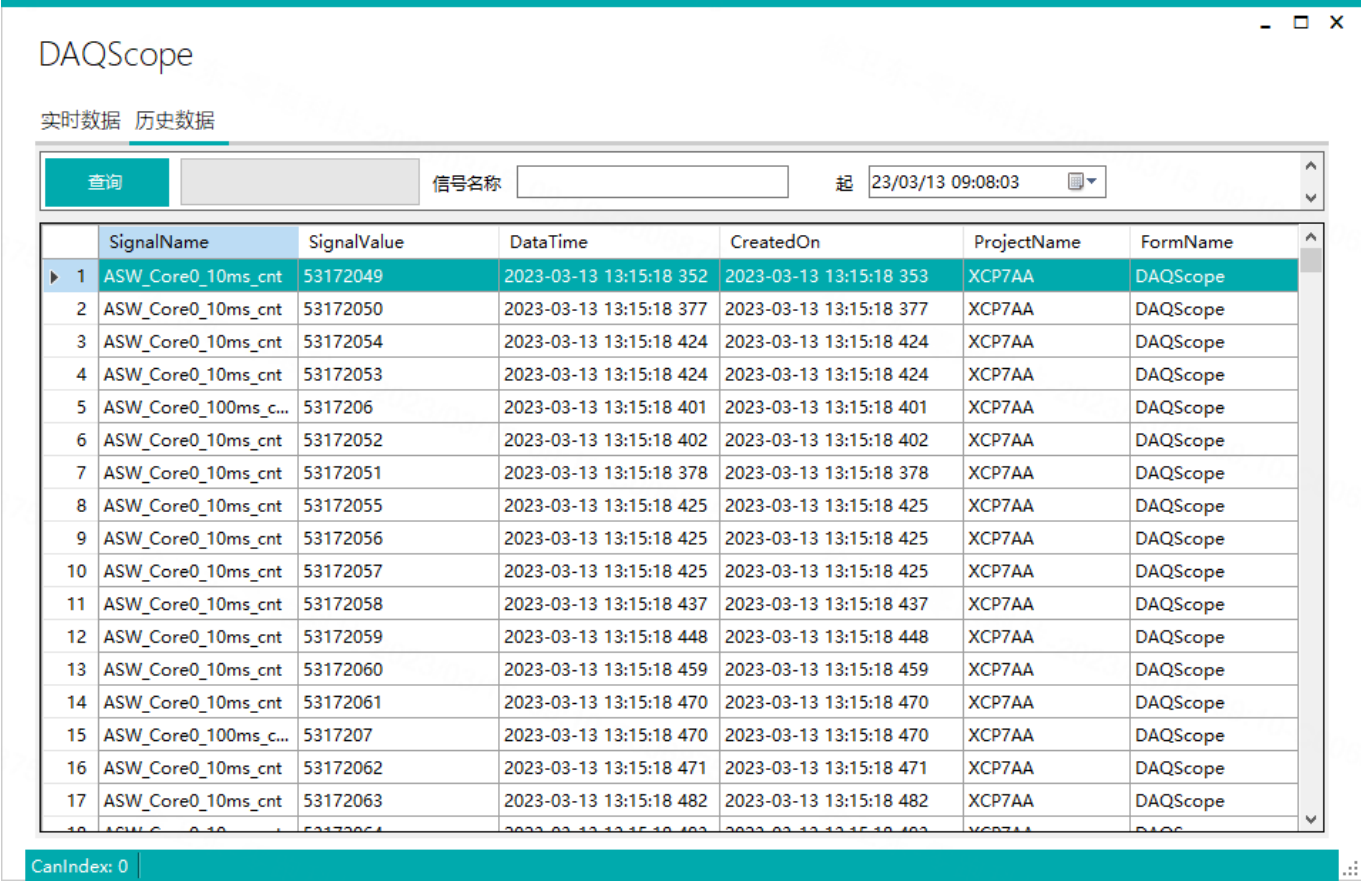 DAQScope
实时数据 历史数据
查询 信号名称 起 23/03/13 09:08:03
SignalName SignalValue DataTime CreatedOn ProjectName FormName
1 ASW_Core0_10ms_cnt 53172049 2023-03-13 13:15:18 352 2023-03-13 13:15:18 353 XCP7AA DAQScope
2 ASW_Core0_10ms_cnt 53172050 2023-03-13 13:15:18 377 2023-03-13 13:15:18 377 XCP7AA DAQScope
3 ASW_Core0_10ms_cnt 53172054 2023-03-13 13:15:18 424 2023-03-13 13:15:18 424 XCP7AA DAQScope
4 ASW_Core0_10ms_cnt 53172053 2023-03-13 13:15:18 424 2023-03-13 13:15:18 424 XCP7AA DAQScope
5 ASW_Core0_100ms_c... 5317206 2023-03-13 13:15:18 401 2023-03-13 13:15:18 401 XCP7AA DAQScope
6 ASW_Core0_10ms_cnt 53172052 2023-03-13 13:15:18 402 2023-03-13 13:15:18 402 XCP7AA DAQScope
7 ASW_Core0_10ms_cnt 53172051 2023-03-13 13:15:18 378 2023-03-13 13:15:18 378 XCP7AA DAQScope
8 ASW_Core0_10ms_cnt 53172055 2023-03-13 13:15:18 425 2023-03-13 13:15:18 425 XCP7AA DAQScope
9 ASW_Core0_10ms_cnt 53172056 2023-03-13 13:15:18 425 2023-03-13 13:15:18 425 XCP7AA DAQScope
10 ASW_Core0_10ms_cnt 53172057 2023-03-13 13:15:18 425 2023-03-13 13:15:18 425 XCP7AA DAQScope
11 ASW_Core0_10ms_cnt 53172058 2023-03-13 13:15:18 437 2023-03-13 13:15:18 437 XCP7AA DAQScope
12 ASW_Core0_10ms_cnt 53172059 2023-03-13 13:15:18 448 2023-03-13 13:15:18 448 XCP7AA DAQScope
13 ASW_Core0_10ms_cnt 53172060 2023-03-13 13:15:18 459 2023-03-13 13:15:18 459 XCP7AA DAQScope
14 ASW_Core0_10ms_cnt 53172061 2023-03-13 13:15:18 470 2023-03-13 13:15:18 470 XCP7AA DAQScope
15 ASW_Core0_100ms_c... 5317207 2023-03-13 13:15:18 470 2023-03-13 13:15:18 470 XCP7AA DAQScope
16 ASW_Core0_10ms_cnt 53172062 2023-03-13 13:15:18 471 2023-03-13 13:15:18 471 XCP7AA DAQScope
17 ASW_Core0_10ms_cnt 53172063 2023-03-13 13:15:18 482 2023-03-13 13:15:18 482 XCP7AA DAQScope
CanIndex: 0